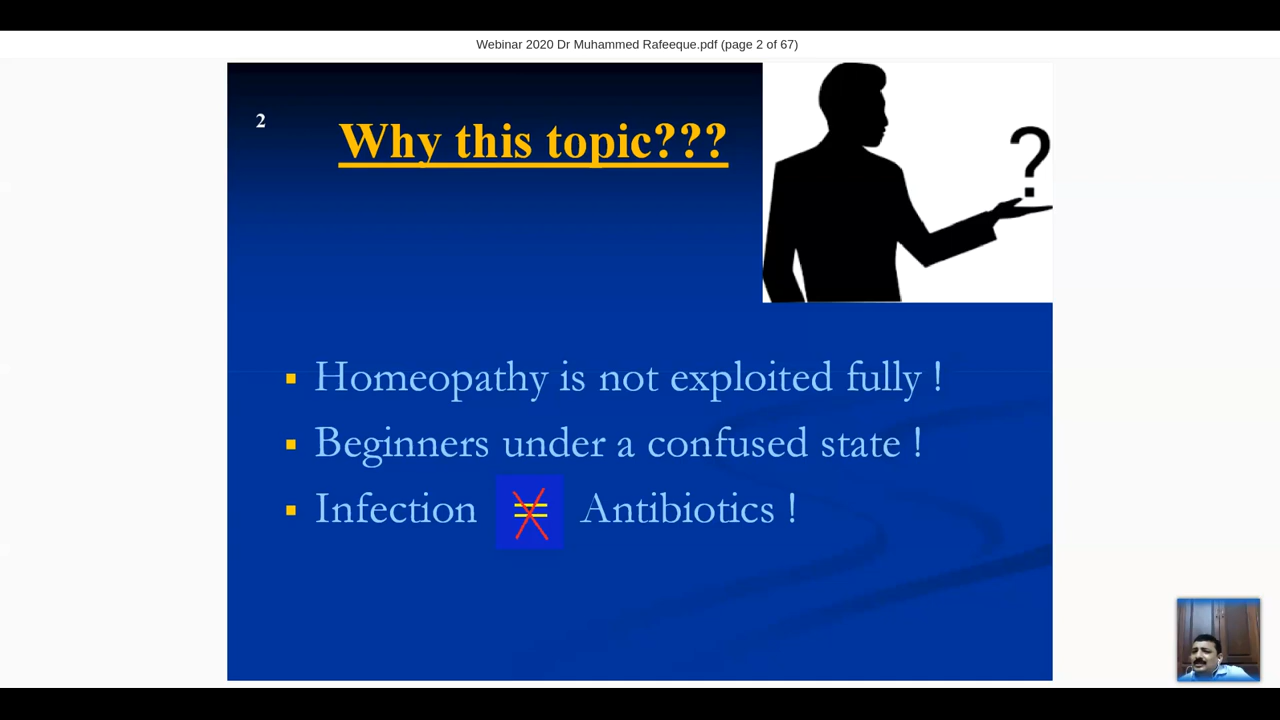 Webinar 2020 Dr Muhammed Rafeeque.pdf (page 2 of 67)
2
Why this topic???
?
Homeopathy is not exploited fully !
Beginners under a confused state !
Infection = Antibiotics !